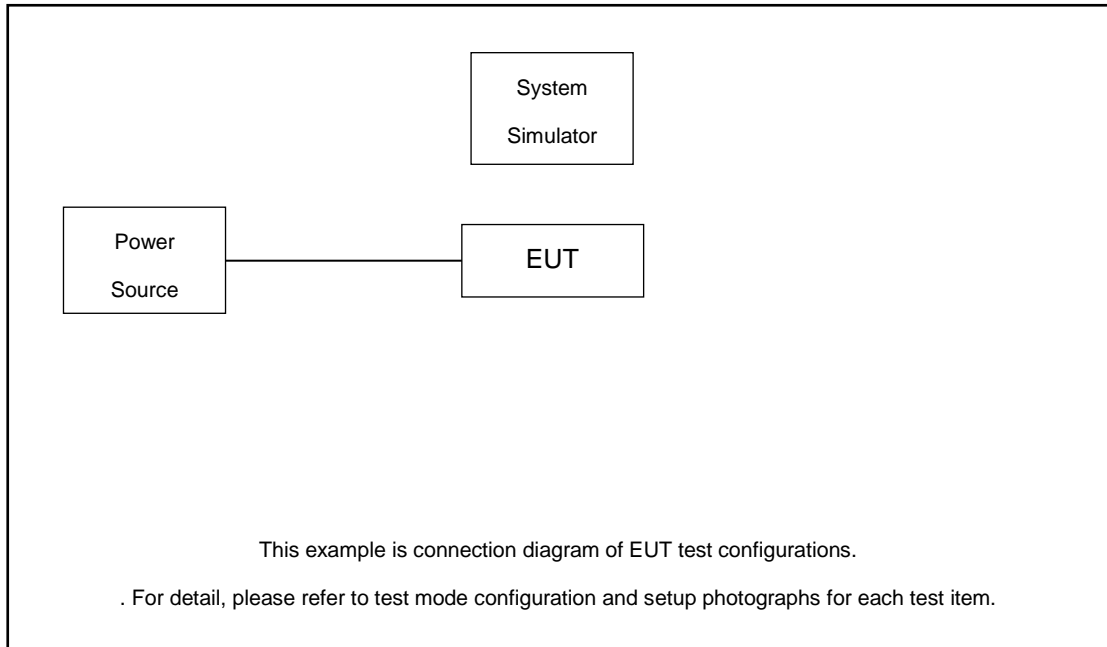 System
Simulator
Power
Source
EUT
This example is connection diagram of EUT test configurations.
. For detail, please refer to test mode configuration and setup photographs for each test item.